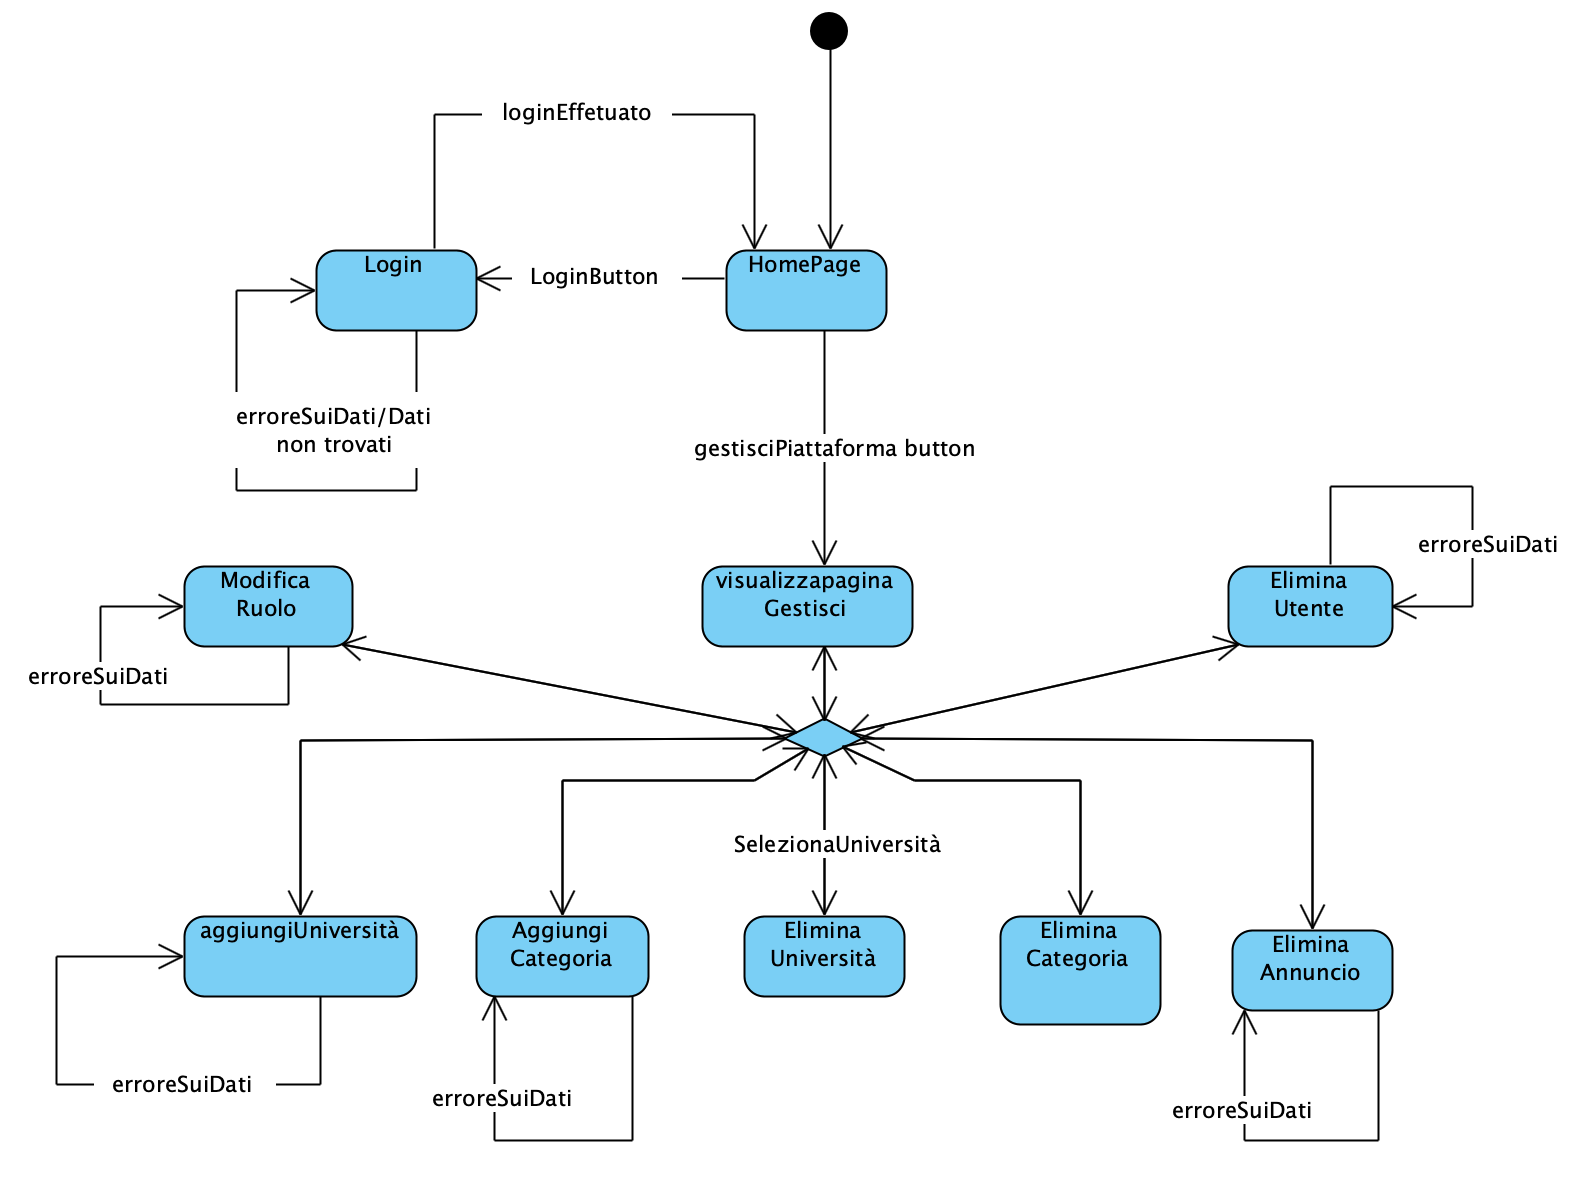 loginEffetuato
Login
LoginButton
HomePage
erroreSuiDati/Dati
non trovati
gestisciPiattaforma button
erroreSuiDati
Modifica
Ruolo
visualizzapagina
Gestisci
Elimina
Utente
erroreSuiDati
SelezionaUniversità
aggiungiUniversità
Aggiungi
Categoria
Elimina
Università
Elimina
Categoria
Elimina
Annuncio
erroreSuiDati
erroreSuiDati
erroreSuiDati